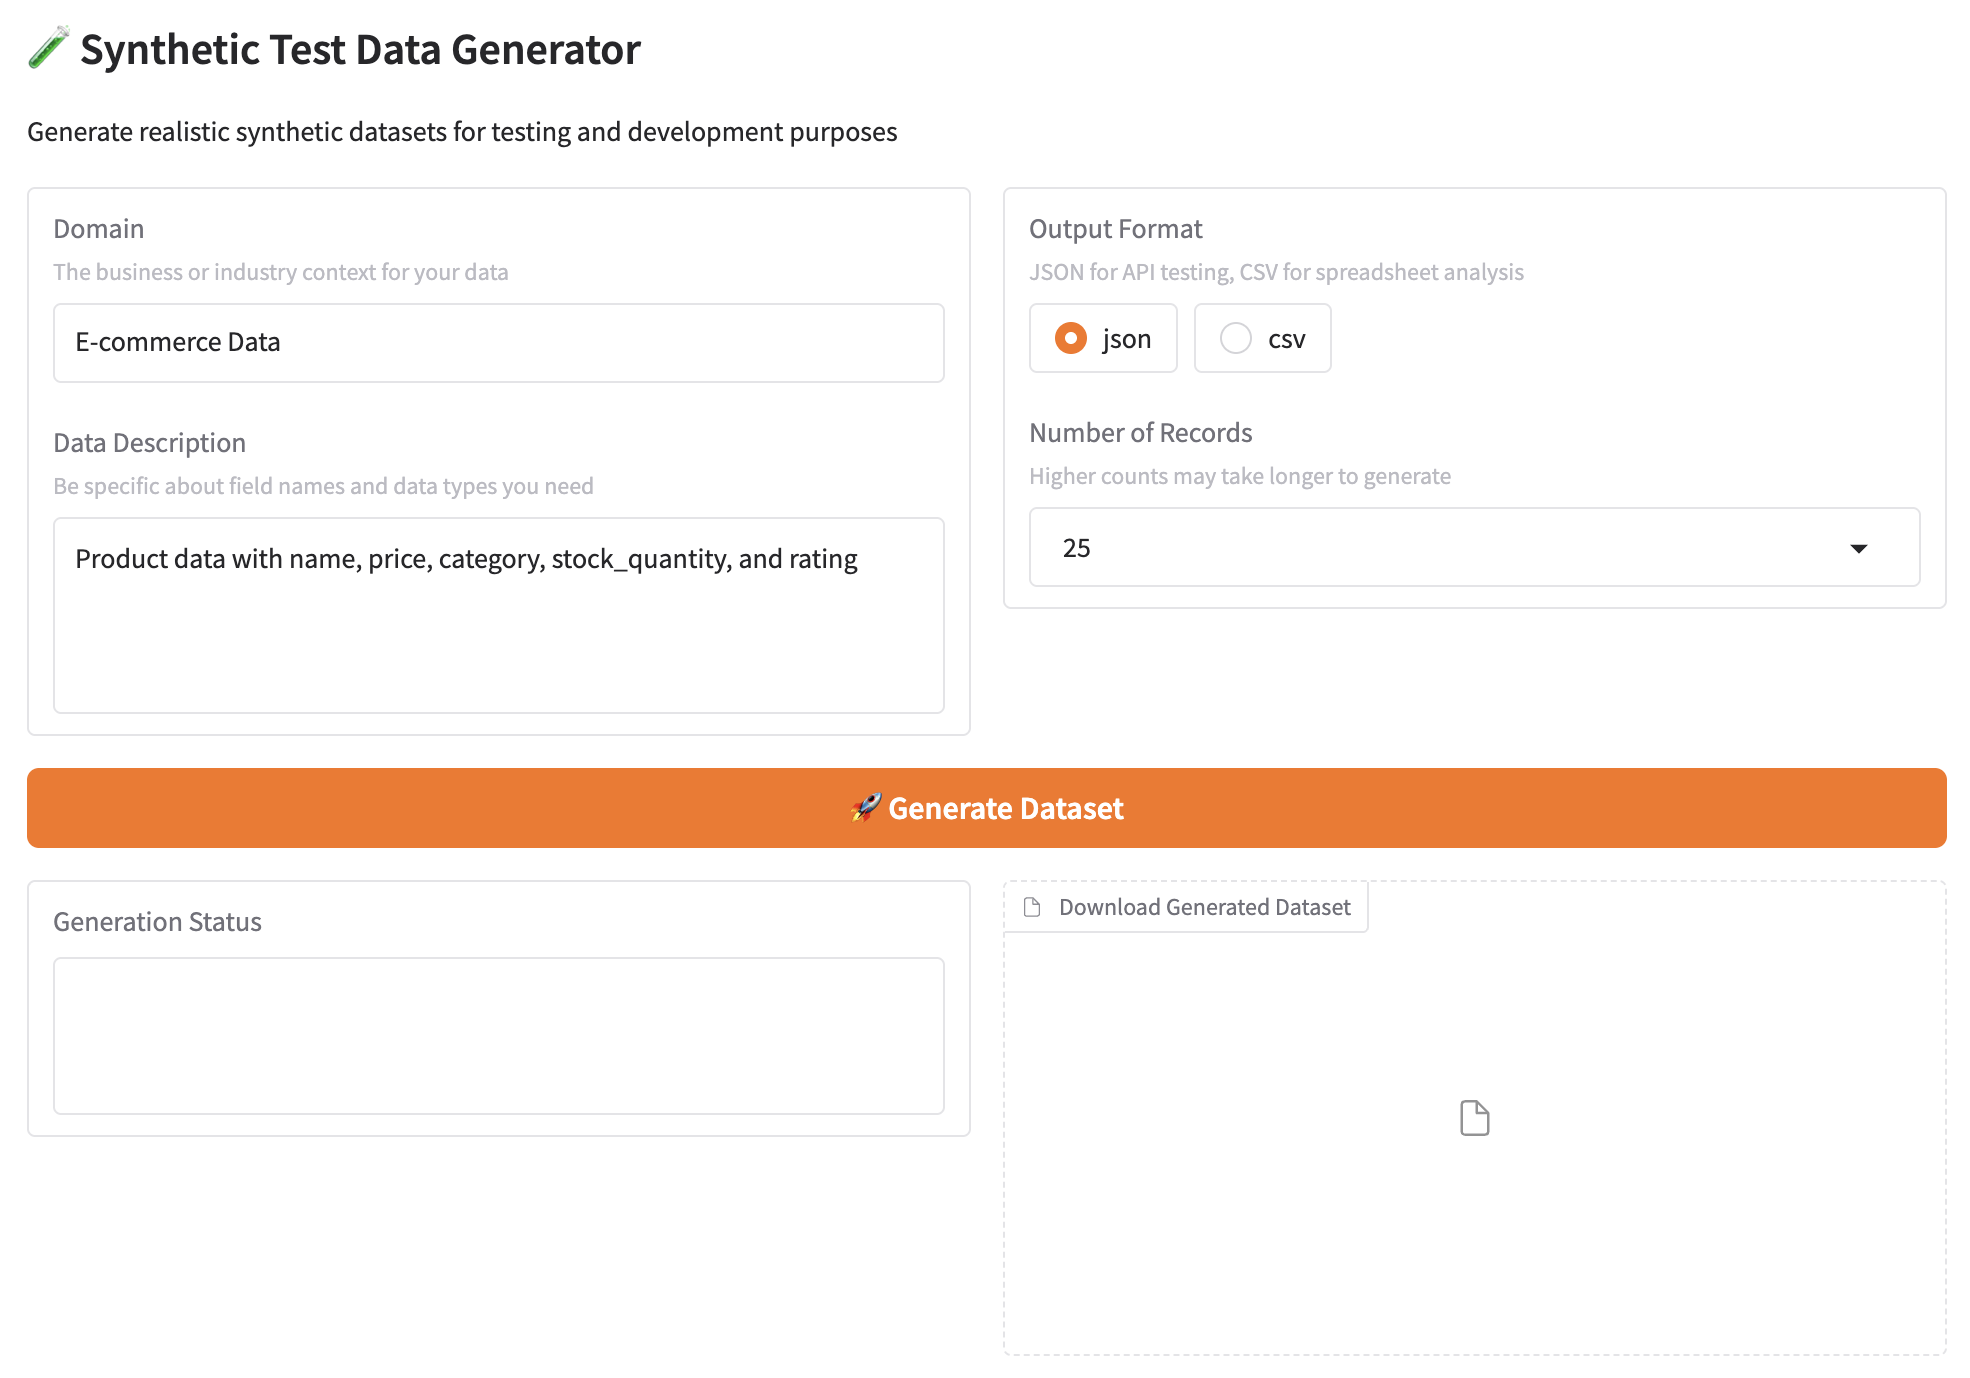 Synthetic Test Data Generator
Generate realistic synthetic datasets for testing and development purposes
Domain
The business or industry context for your data
E-commerce Data
Data Description
Be specific about field names and data types you need
Product data with name, price, category, stock_quantity, and rating
Output Format
JSON for API testing, CSV for spreadsheet analysis
json
csv
Number of Records
Higher counts may take longer to generate
25
Generate Dataset
Generation Status
Download Generated Dataset